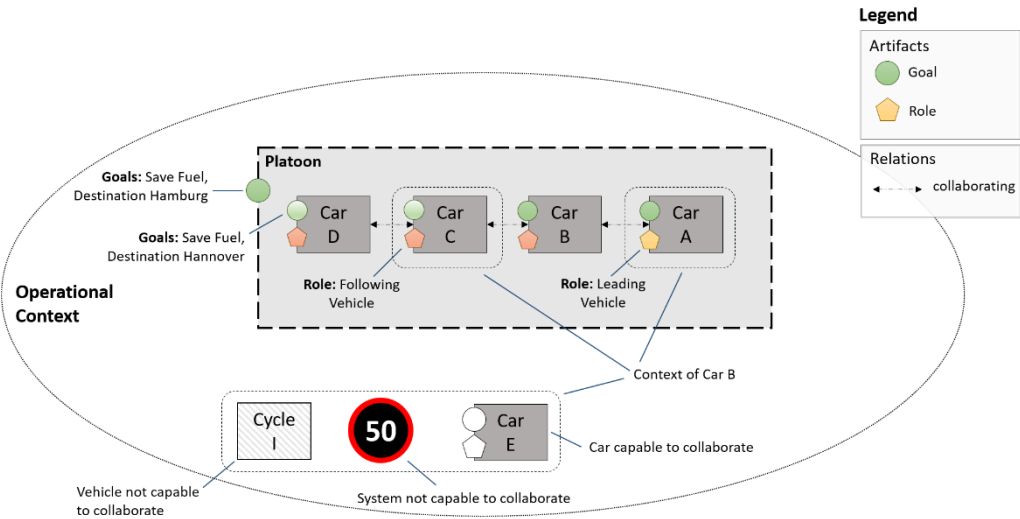 Legend
Artifacts
Goal
Role
Relations
collaborating
Platoon
Goals: Save Fuel,
Destination Hamburg
Car
D
Car
C
Car
B
Car
A
Goals: Save Fuel,
Destination Hannover
Role: Following
Vehicle
Role: Leading
Vehicle
Operational
Context
Context of Car B
Cycle
I
50
Car
E
Car capable to collaborate
Vehicle not capable
to collaborate
System not capable to collaborate